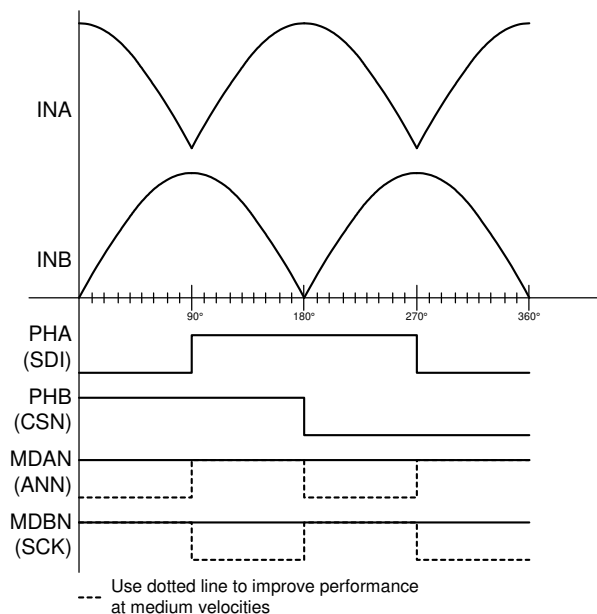 INA
INB
90°
180°
270°
360°
PHA
(SDI)
PHB
(CSN)
MDAN
(ANN)
MDBN
(SCK)
Use dotted line to improve performance
at medium velocities